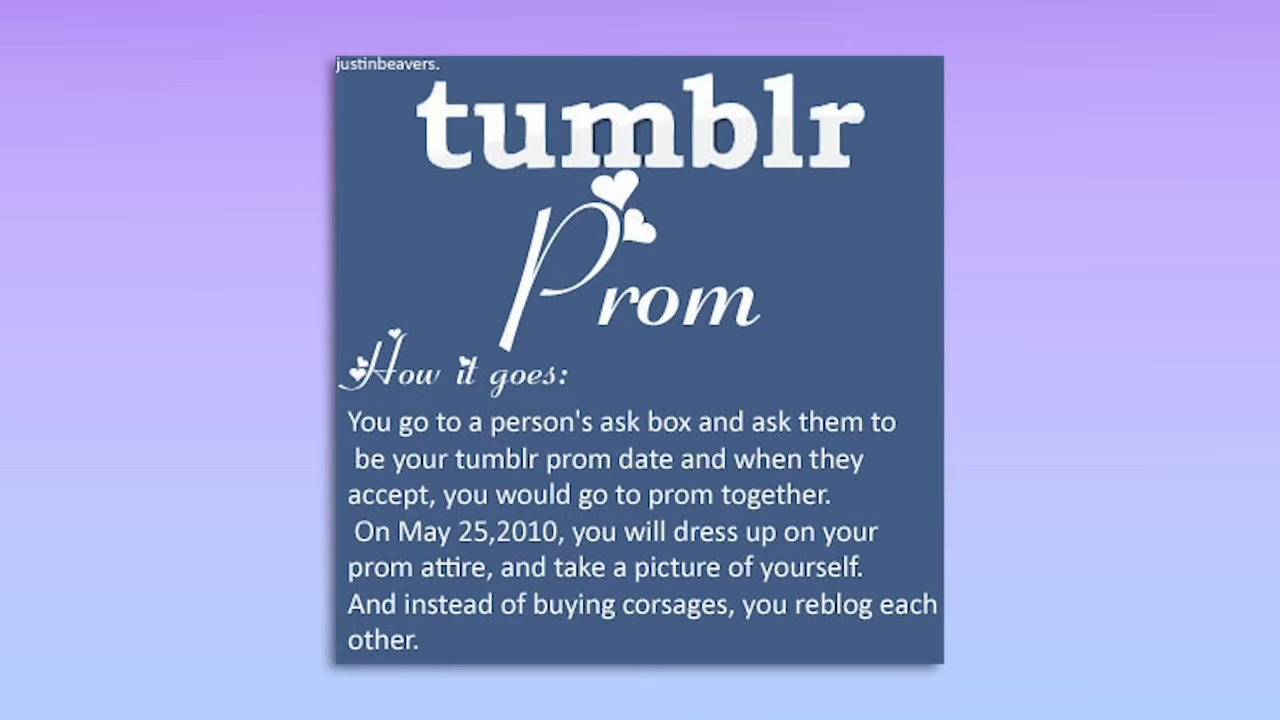 justinbeavers.
tumblr
Prom
How it goes:
You go to a person's ask box and ask them to
be your tumblr prom date and when they
accept, you would go to prom together.
On May 25,2010, you will dress up on your
prom attire, and take a picture of yourself.
And instead of buying corsages, you reblog each
other.